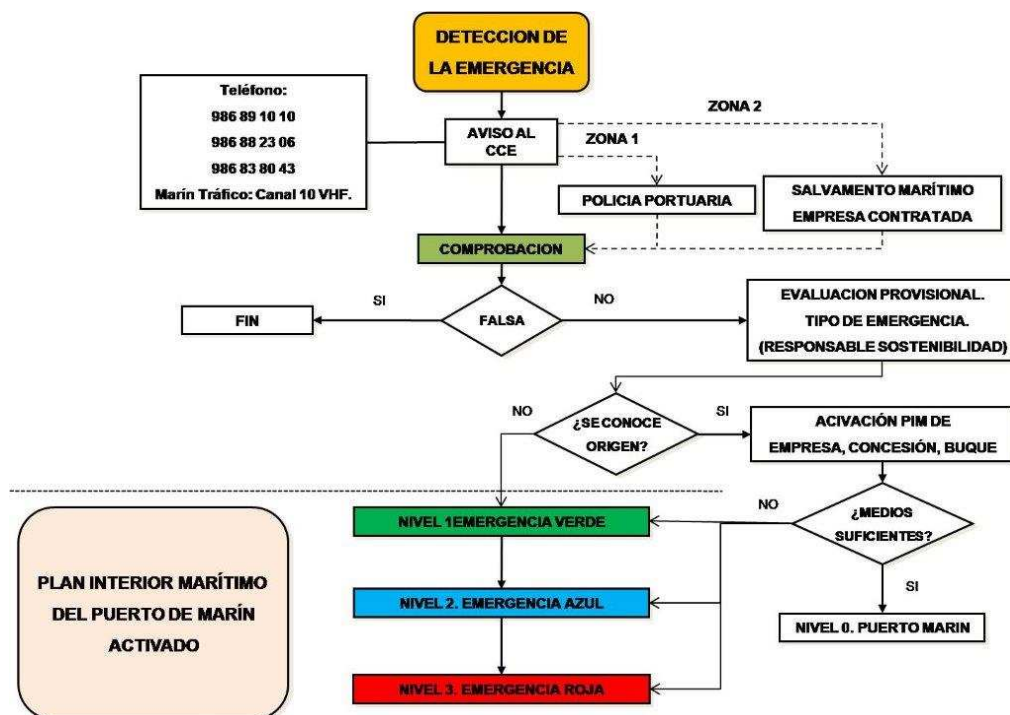 DETECCION DE
LA EMERGENCIA
Teléfono:
986 89 10 10
986 88 23 06
986 83 80 43
Marín Tráfico: Canal 10 VHF.
AVISO AL
CCE
ZONA 2
ZONA 1
POLICIA PORTUARIA
SALVAMENTO MARÍTIMO
EMPRESA CONTRATADA
COMPROBACION
SI
NO
FIN
FALSA
EVALUACION PROVISIONAL.
TIPO DE EMERGENCIA.
(RESPONSABLE SOSTENIBILIDAD)
NO
¿SE CONOCE
ORIGEN?
SI
ACIVACIÓN PIM DE
EMPRESA, CONCESIÓN, BUQUE
NO
¿MEDIOS
SUFICIENTES?
SI
NIVEL 0. PUERTO MARIN
PLAN INTERIOR MARÍTIMO
DEL PUERTO DE MARÍN
ACTIVADO
NIVEL 1EMERGENCIA VERDE
NIVEL 2. EMERGENCIA AZUL
NIVEL 3. EMERGENCIA ROJA